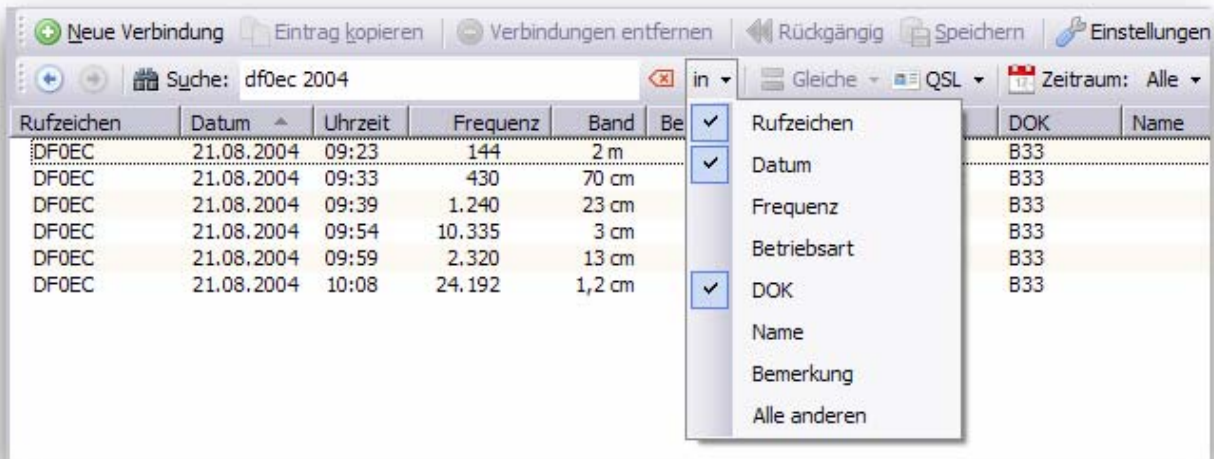 Neue Verbindung Eintrag kopieren Verbindungen entfernen Rückgängig Speichern Einstellungen
Suche: df0ec 2004 in Gleiche QSL 12 Zeitraum: Alle
Rufzeichen Datum Uhrzeit Frequenz Band Be DOK Name
DF0EC 21.08.2004 09:23 144 2 m B33
DF0EC 21.08.2004 09:33 430 70 cm B33
DF0EC 21.08.2004 09:39 1.240 23 cm B33
DF0EC 21.08.2004 09:54 10.335 3 cm B33
DF0EC 21.08.2004 09:59 2.320 13 cm B33
DF0EC 21.08.2004 10:08 24.192 1,2 cm B33
Rufzeichen
Datum
Frequenz
Betriebsart
DOK
Name
Bemerkung
Alle anderen